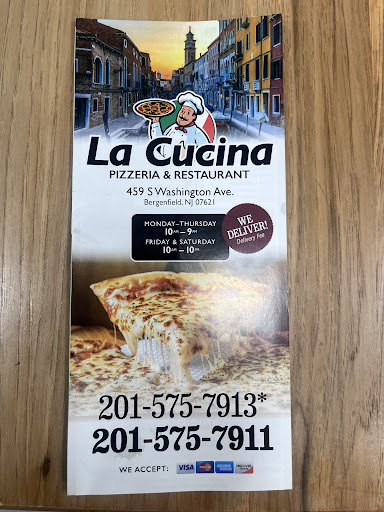 La Cucina
PIZZERIA & RESTAURANT
459 S Washington Ave.
Bergenfield, NJ 07621
MONDAY–THURSDAY
10AM – 9PM
FRIDAY & SATURDAY
10AM – 10PM
WE
DELIVER!
Delivery Fee
201-575-7913*
201-575-7911
WE ACCEPT: VISA DISCOVER